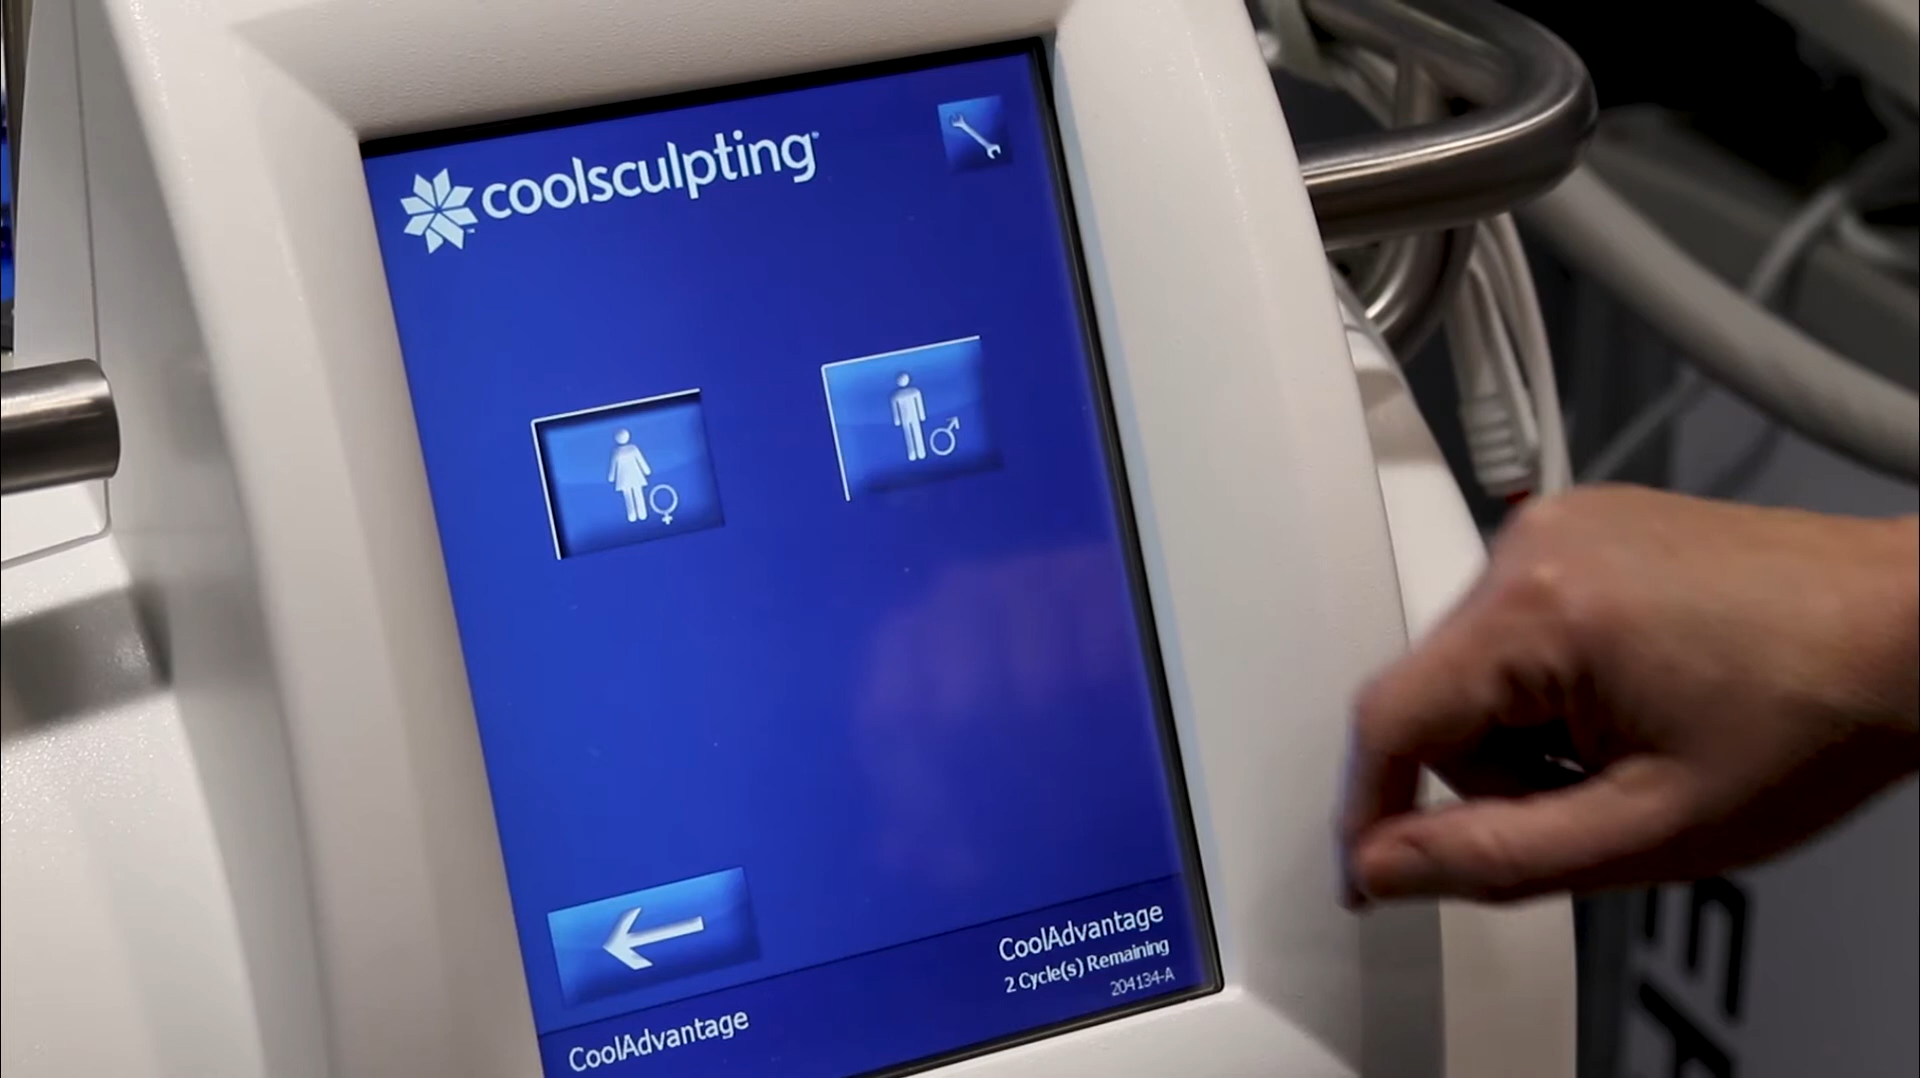 coolsculpting
CoolAdvantage
2 Cycle(s) Remaining
204134-A
CoolAdvantage